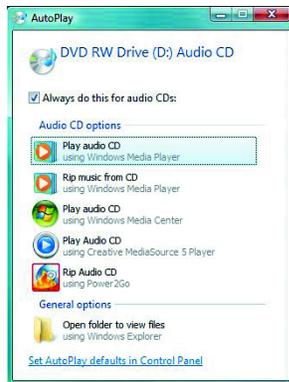 AutoPlay
DVD RW Drive (D:) Audio CD
Always do this for audio CDs:
Audio CD options
Play audio CD
using Windows Media Player
Rip music from CD
using Windows Media Player
Play audio CD
using Windows Media Center
Play Audio CD
using Creative MediaSource 5 Player
Rip Audio CD
using Power2Go
General options
Open folder to view files
using Windows Explorer
Set AutoPlay defaults in Control Panel